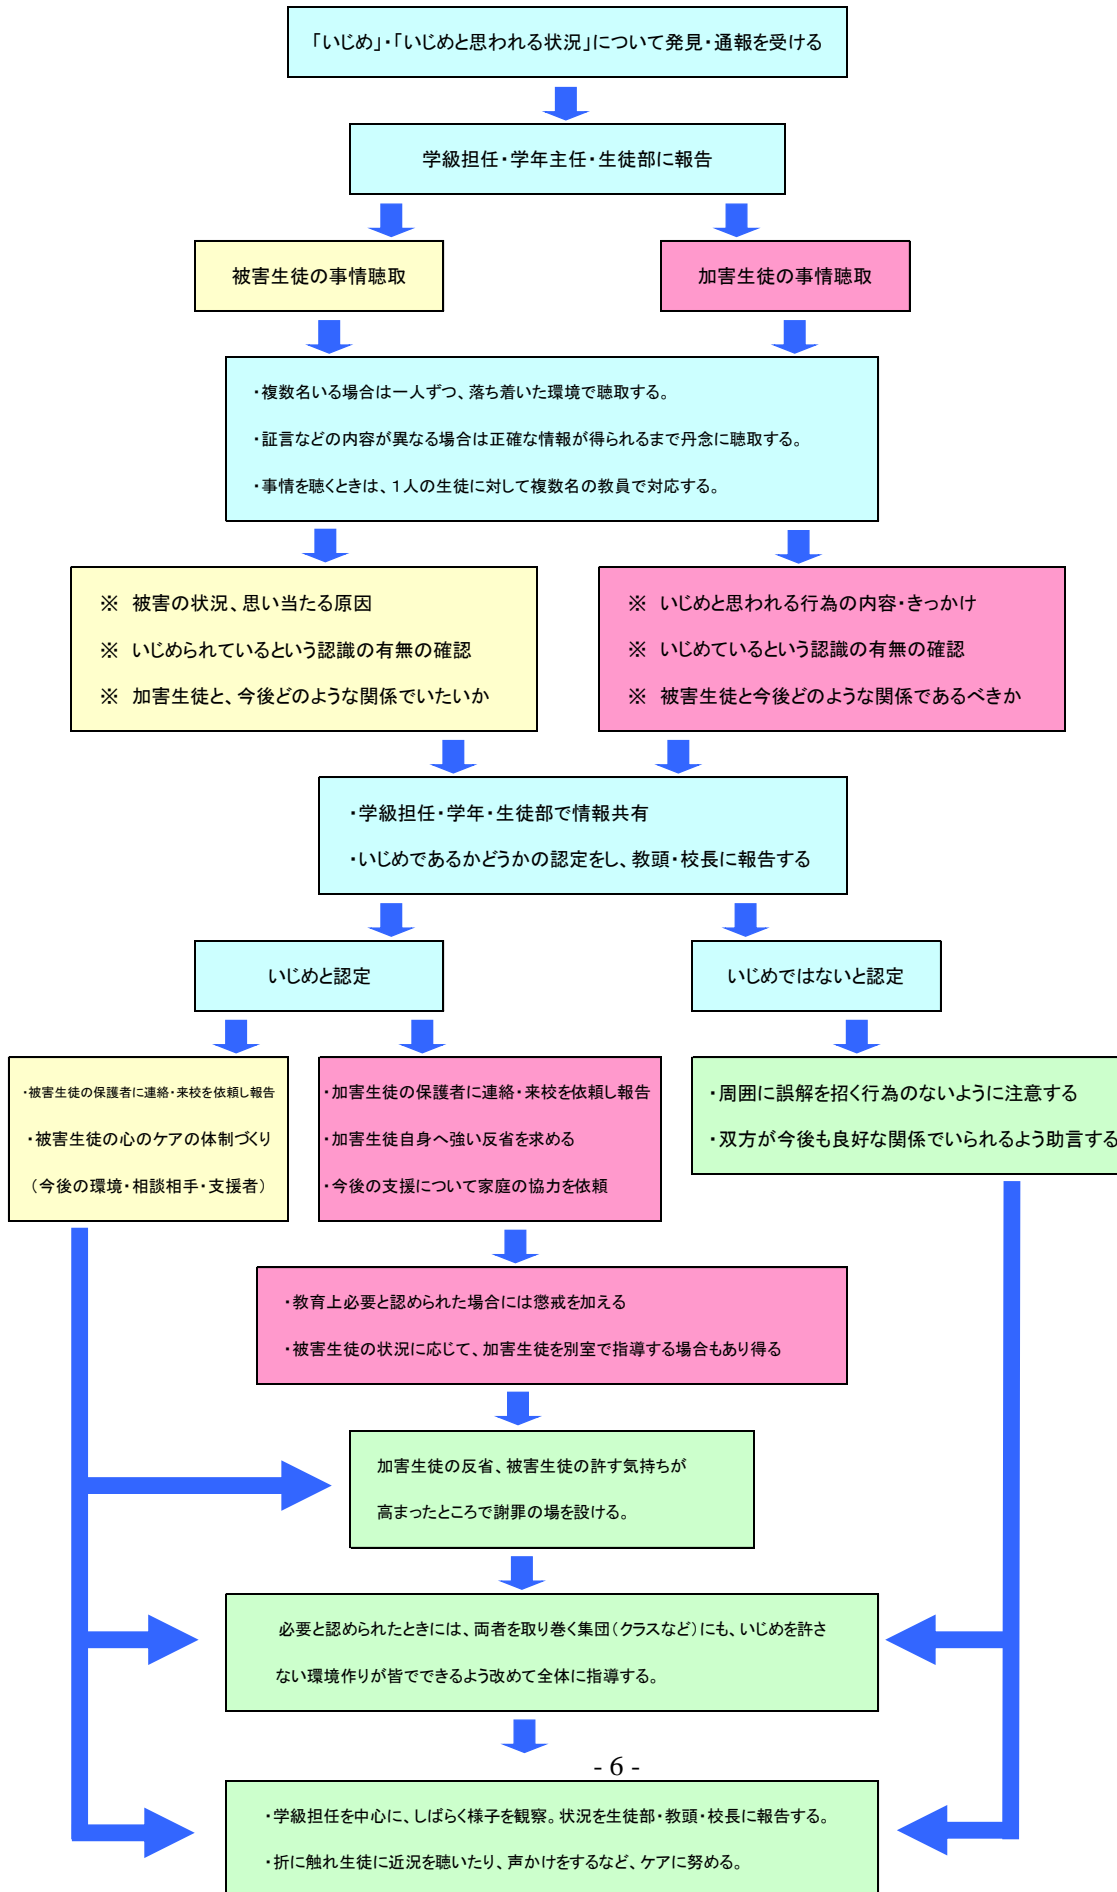 「いじめ」・「いじめと思われる状況」について発見・通報を受ける
学級担任・学年主任・生徒部に報告
被害生徒の事情聴取
加害生徒の事情聴取
・複数名いる場合は一人ずつ、落ち着いた環境で聴取する。
・証言などの内容が異なる場合は正確な情報が得られるまで丹念に聴取する。
・事情を聴くときは、１人の生徒に対して複数名の教員で対応する。
※ 被害の状況、思い当たる原因
※ いじめられているという認識の有無の確認
※ 加害生徒と、今後どのような関係でいたいか
※ いじめと思われる行為の内容・きっかけ
※ いじめているという認識の有無の確認
※ 被害生徒と今後どのような関係であるべきか
・学級担任・学年・生徒部で情報共有
・いじめであるかどうかの認定をし、教頭・校長に報告する
いじめと認定
いじめではないと認定
・被害生徒の保護者に連絡・来校を依頼し報告
・被害生徒の心のケアの体制づくり
（今後の環境・相談相手・支援者）
・加害生徒の保護者に連絡・来校を依頼し報告
・加害生徒自身へ強い反省を求める
・今後の支援について家庭の協力を依頼
・周囲に誤解を招く行為のないように注意する
・双方が今後も良好な関係でいられるよう助言する
・教育上必要と認められた場合には懲戒を加える
・被害生徒の状況に応じて、加害生徒を別室で指導する場合もあり得る
加害生徒の反省、被害生徒の許す気持ちが
高まったところで謝罪の場を設ける。
必要と認められたときには、両者を取り巻く集団（クラスなど）にも、いじめを許さ
ない環境作りが皆でできるよう改めて全体に指導する。
- 6 -
・学級担任を中心に、しばらく様子を観察。状況を生徒部・教頭・校長に報告する。
・折に触れ生徒に近況を聴いたり、声かけをするなど、ケアに努める。